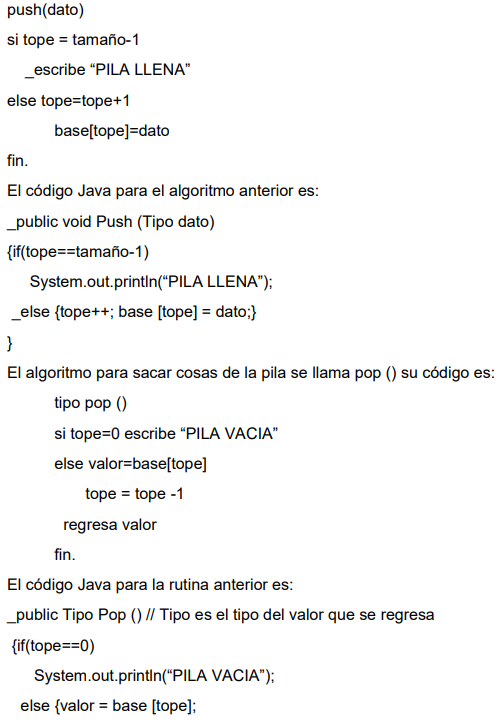 push(dato)
si tope = tamaño-1
_escribe “PILA LLENA”
else tope=tope+1
base[tope]=dato
fin.
El código Java para el algoritmo anterior es:
_public void Push (Tipo dato)
{if(tope==tamaño-1)
System.out.println(“PILA LLENA”);
_else {tope++; base [tope] = dato;}
}
El algoritmo para sacar cosas de la pila se llama pop () su código es:
tipo pop ()
si tope=0 escribe “PILA VACIA”
else valor=base[tope]
tope = tope -1
regresa valor
fin.
El código Java para la rutina anterior es:
_public Tipo Pop () // Tipo es el tipo del valor que se regresa
{if(tope==0)
System.out.println(“PILA VACIA”);
else {valor = base [tope];